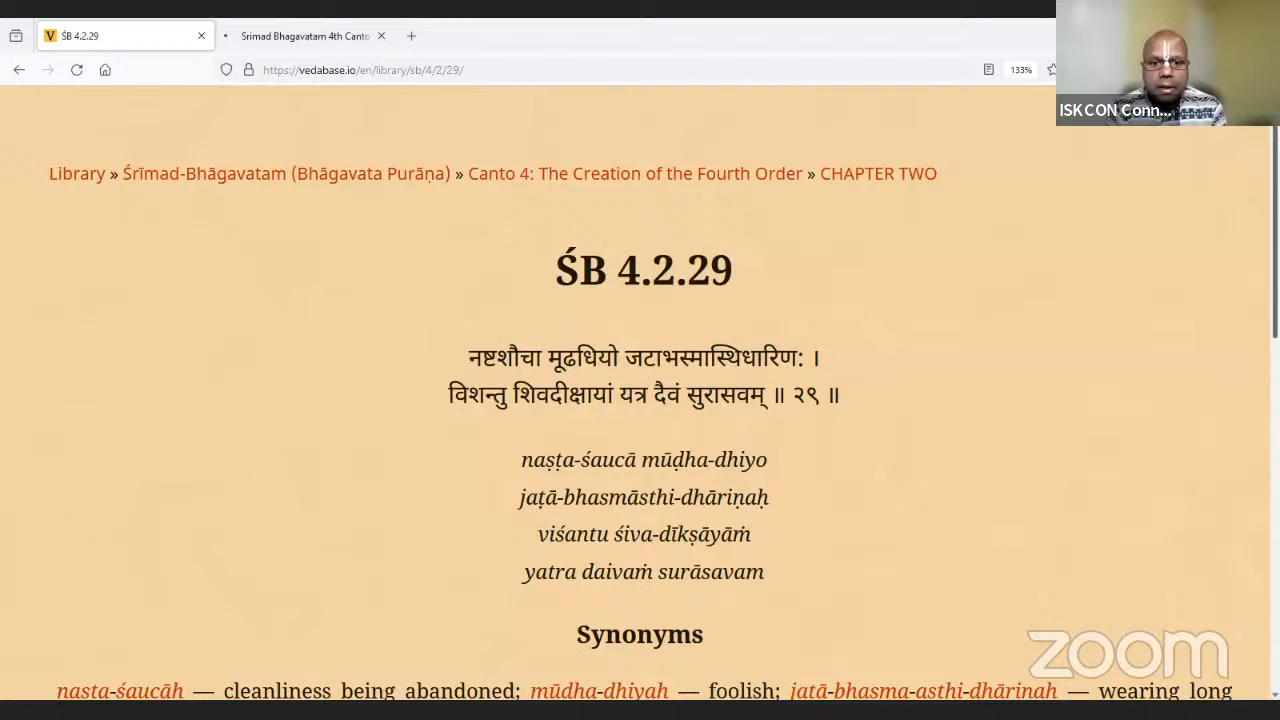 ŚB 4.2.29
Srimad Bhagavatam 4th Canto
https://vedabase.io/en/library/sb/4/2/29/
133%
ISKCON Conn...
Library » Śrīmad-Bhāgavatam (Bhāgavata Purāṇa) » Canto 4: The Creation of the Fourth Order » CHAPTER TWO
ŚB 4.2.29
नष्टशौचा मूढधियो जटाभस्मास्थिधारिण: ।
विशन्तु शिवदीक्षायां यत्र दैवं सुरासवम् ॥ २९ ॥
naṣṭa-śaucā mūḍha-dhiyo
jaṭā-bhasmāsthi-dhāriṇaḥ
viśantu śiva-dīkṣāyāṁ
yatra daivaṁ surāsavam
Synonyms
naṣṭa-śaucāḥ — cleanliness being abandoned; mūḍha-dhiyaḥ — foolish; jaṭā-bhasma-asthi-dhāriṇaḥ — wearing long
zoom